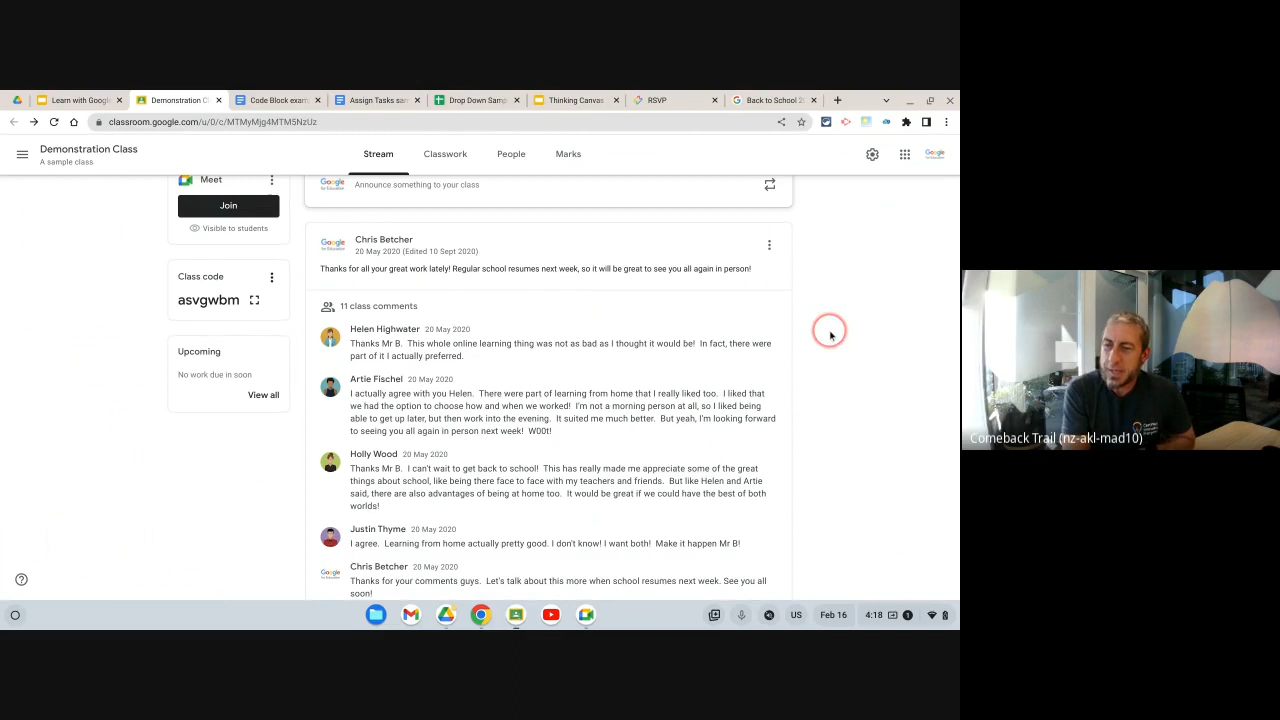 Learn with Googl
Demonstration Cl
Code Block exam
Assign Tasks sam
Drop Down Samp
Thinking Canvas
RSVP
Back to School 2
classroom.google.com/u/0/c/MTMyMjg4MTM5NzUz
Demonstration Class
A sample class
Stream
Classwork
People
Marks
Google for Education
Meet
Join
Visible to students
Class code
asvgwbm
Upcoming
No work due in soon
View all
Google for Education
Announce something to your class
Google for Education
Chris Betcher
20 May 2020 (Edited 10 Sept 2020)
Thanks for all your great work lately! Regular school resumes next week, so it will be great to see you all again in person!
11 class comments
Helen Highwater 20 May 2020
Thanks Mr B. This whole online learning thing was not as bad as I thought it would be! In fact, there were
part of it I actually preferred.
Artie Fischel 20 May 2020
I actually agree with you Helen. There were part of learning from home that I really liked too. I liked that
we had the option to choose how and when we worked! I'm not a morning person at all, so I liked being
able to get up later, but then work into the evening. It suited me much better. But yeah, I'm looking forward
to seeing you all again in person next week! W00t!
Holly Wood 20 May 2020
Thanks Mr B. I can't wait to get back to school! This has really made me appreciate some of the great
things about school, like being there face to face with my teachers and friends. But like Helen and Artie
said, there are also advantages of being at home too. It would be great if we could have the best of both
worlds!
Justin Thyme 20 May 2020
I agree. Learning from home actually pretty good. I don't know! I want both! Make it happen Mr B!
Google for Education
Chris Betcher 20 May 2020
Thanks for your comments guys. Let's talk about this more when school resumes next week. See you all
soon!
US
Feb 16
4:18
1
Comeback Trail (nz-akl-mad10)